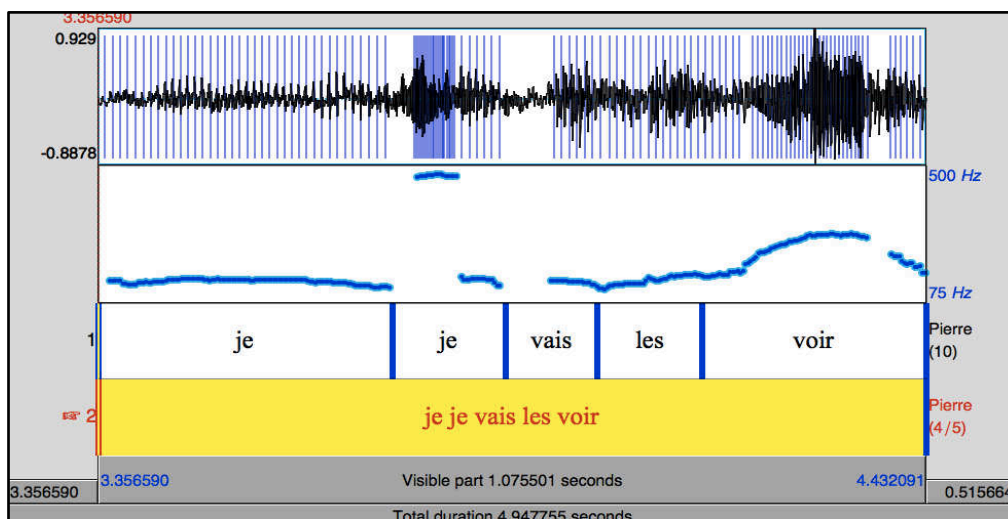 3.356590
0.929
-0.8878
500 Hz
75 Hz
1 je je vais les voir Pierre (10)
☞ 2 je je vais les voir Pierre (4/5)
3.356590 Visible part 1.075501 seconds 4.432091
3.356590 0.515664
Total duration 4.947755 seconds